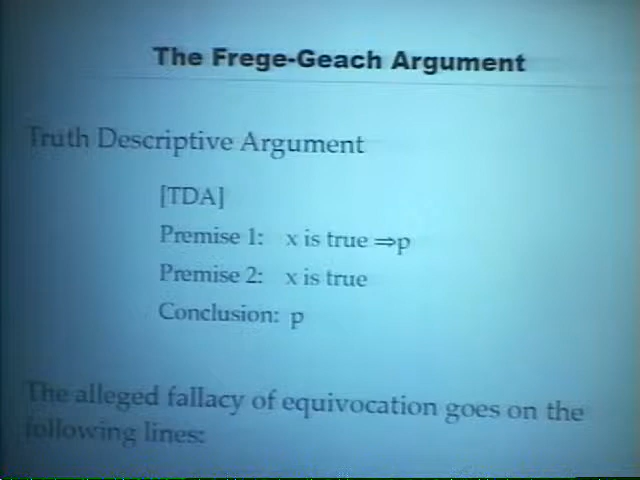 The Frege-Geach Argument
Truth Descriptive Argument
[TDA]
Premise 1: x is true ⇒p
Premise 2: x is true
Conclusion: p
The alleged fallacy of equivocation goes on the
following lines: